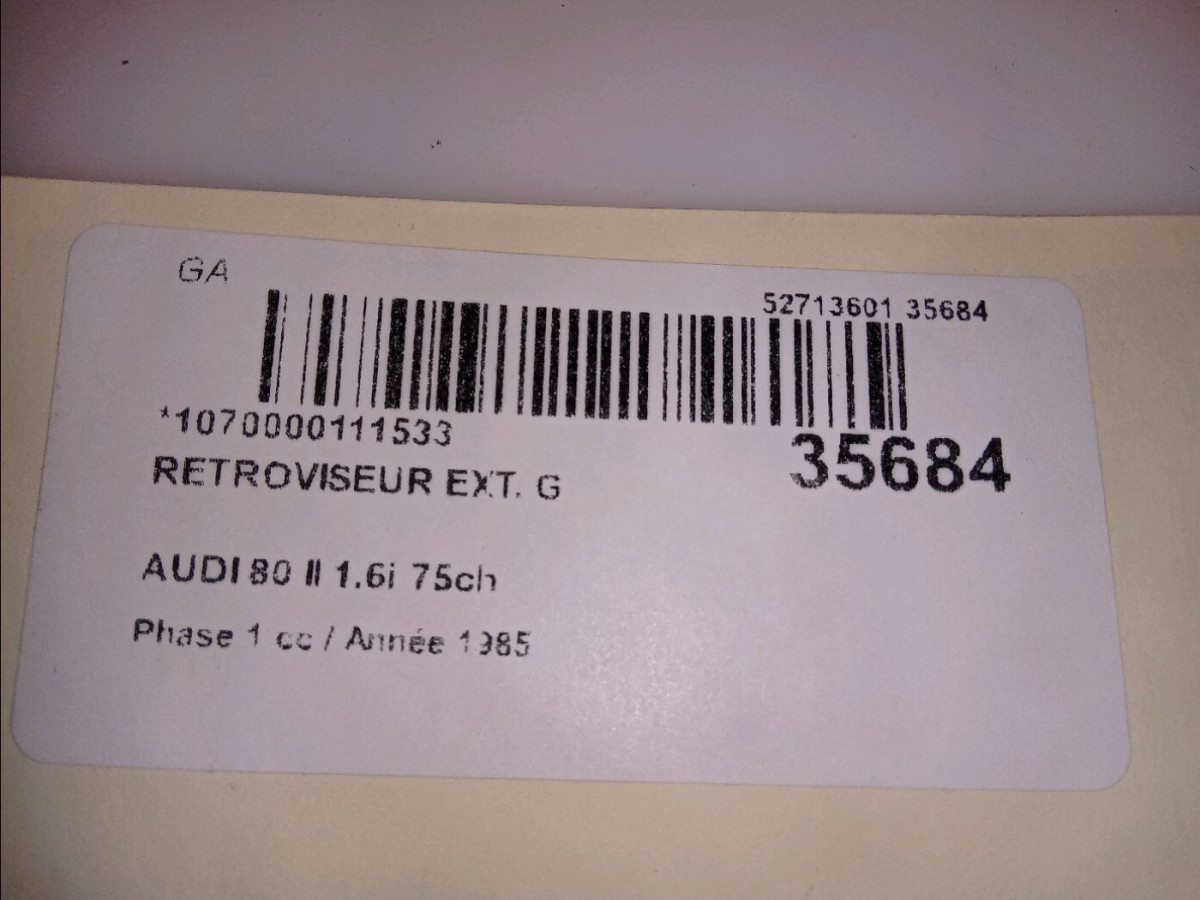 GA
52713601 35684
*1070000111533
35684
RETROVISEUR EXT. G
AUDI 80 II 1.6i 75ch
Phase 1 cc / Année 1985